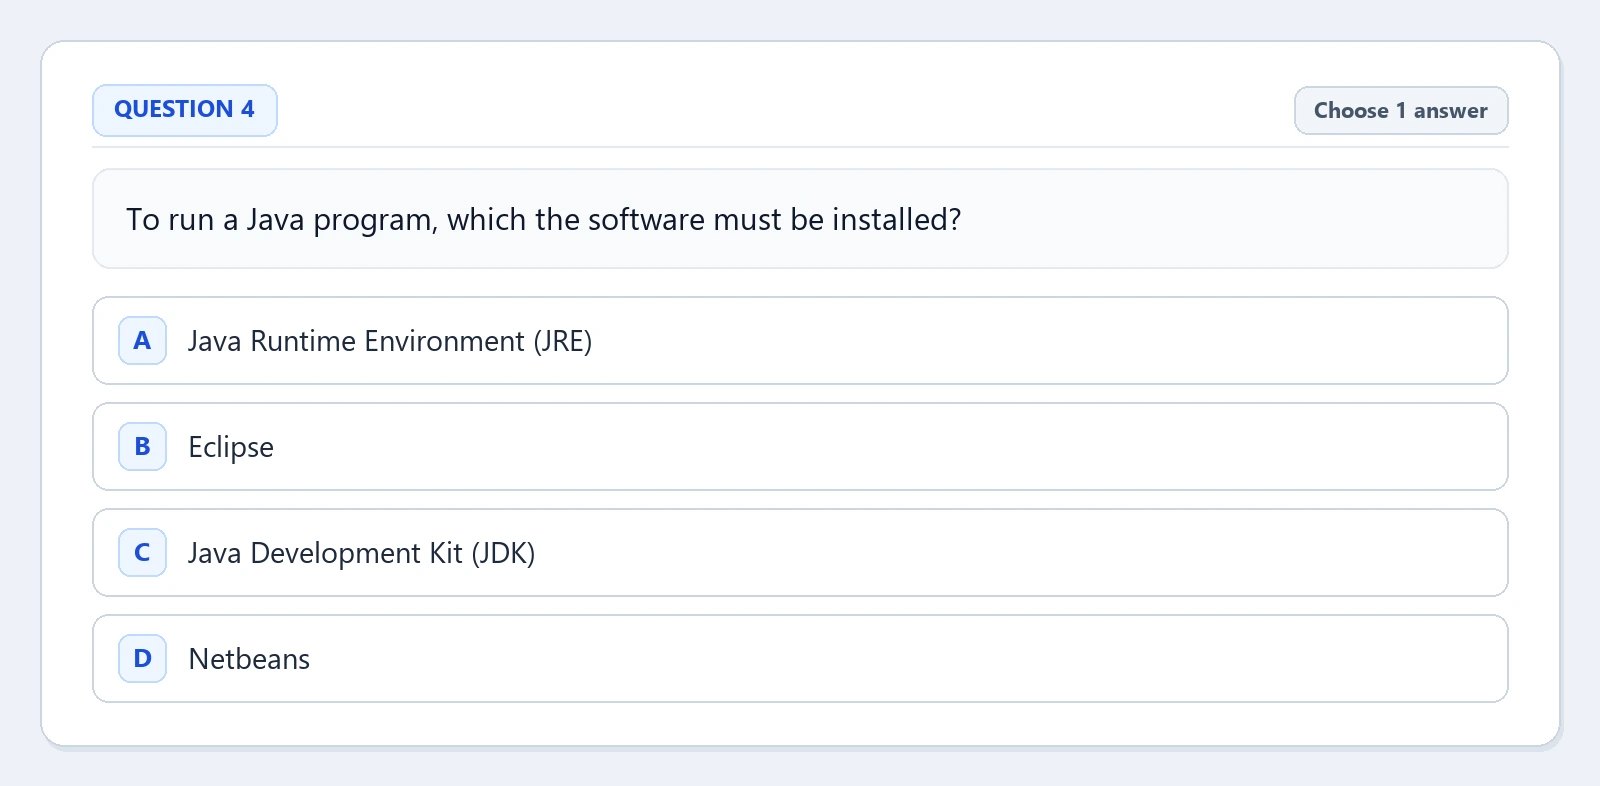 QUESTION 4
Choose 1 answer
To run a Java program, which the software must be installed?
A Java Runtime Environment (JRE)
B Eclipse
C Java Development Kit (JDK)
D Netbeans